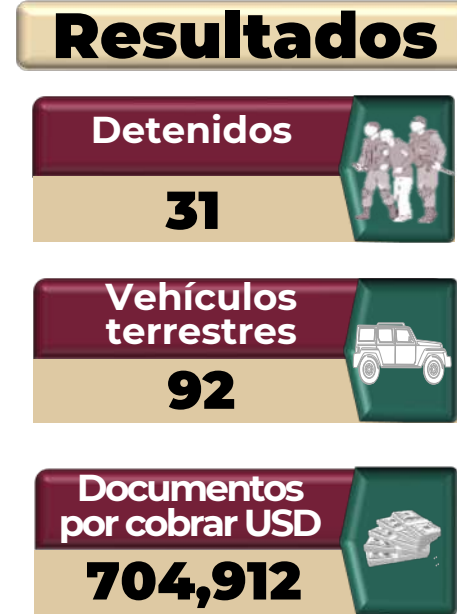 Resultados
Detenidos
31
Vehículos
terrestres
92
Documentos
por cobrar USD
704,912